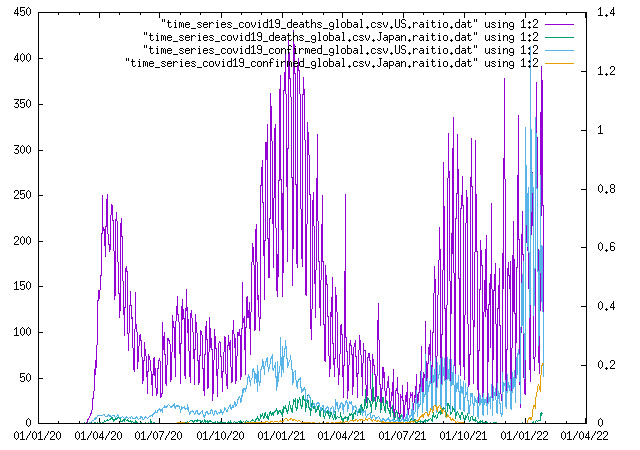 "time_series_covid19_deaths_global.csv.US.raitio.dat" using 1:2
"time_series_covid19_deaths_global.csv.Japan.raitio.dat" using 1:2
"time_series_covid19_confirmed_global.csv.US.raitio.dat" using 1:2
"time_series_covid19_confirmed_global.csv.Japan.raitio.dat" using 1:2
450 1.4
400 1.2
350
300 1
250 0.8
200 0.6
150 0.4
100
50 0.2
0 0
01/01/20 01/04/20 01/07/20 01/10/20 01/01/21 01/04/21 01/07/21 01/10/21 01/01/22 01/04/22